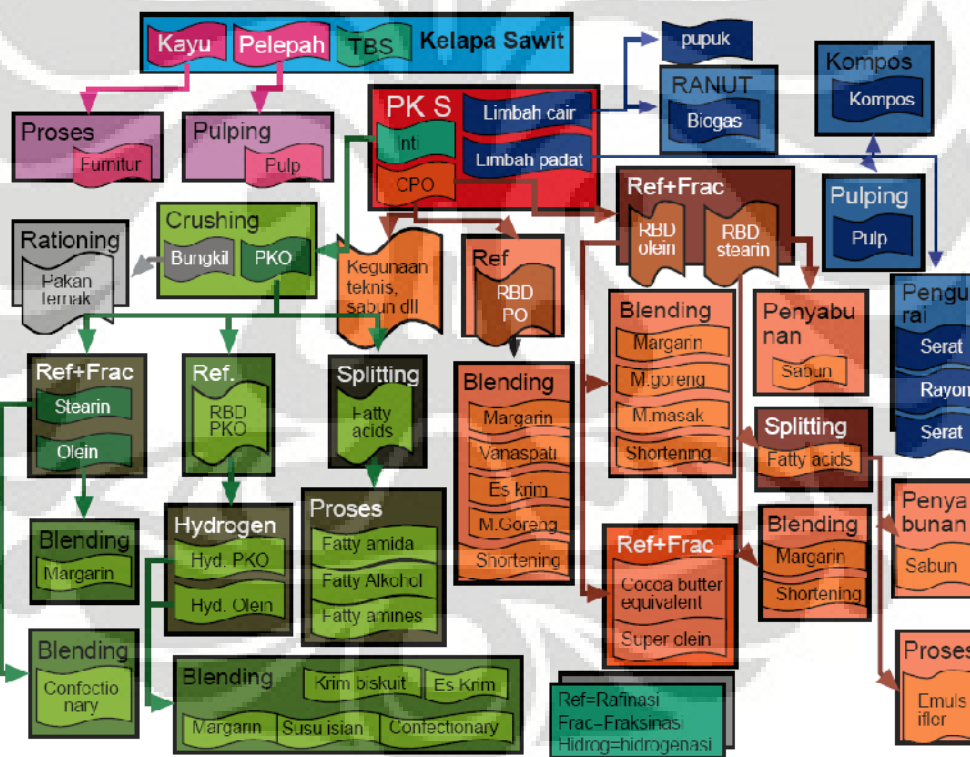 Kayu
Pelepah
TBS
Kelapa Sawit
pupuk
RANUT
Biogas
Kompos
Kompos
Proses
Furnitur
Pulping
Pulp
PK S
Limbah cair
Inti
Limbah padat
CPO
Ref+Frac
RBD
olein
RBD
stearin
Pulping
Pulp
Rationing
Pakan
ternak
Crushing
Bungkil
PKO
Kegunaan
teknis,
sabun dll
Ref
RBD
PO
Blending
Margarin
M.goreng
M.masak
Shortening
Penyabu
nan
Sabun
Pengu
rai
Serat
Rayon
Serat
Ref+Frac
Stearin
Olein
Ref.
RBD
PKO
Splitting
Fatty
acids
Blending
Margarin
Vanaspati
Es krim
M.Goreng
Shortening
Splitting
Fatty acids
Blending
Margarin
Hydrogen
Hyd. PKO
Hyd. Olein
Proses
Fatty amida
Fatty Alkohol
Fatty amines
Ref+Frac
Cocoa butter
equivalent
Super olein
Blending
Margarin
Shortening
Penya
bunan
Sabun
Blending
Confectio
nary
Blending
Krim biskuit
Es Krim
Margarin
Susu isian
Confectionary
Ref=Rafinasi
Frac=Fraksinasi
Hidrog=hidrogenasi
Proses
Emuls
ifier